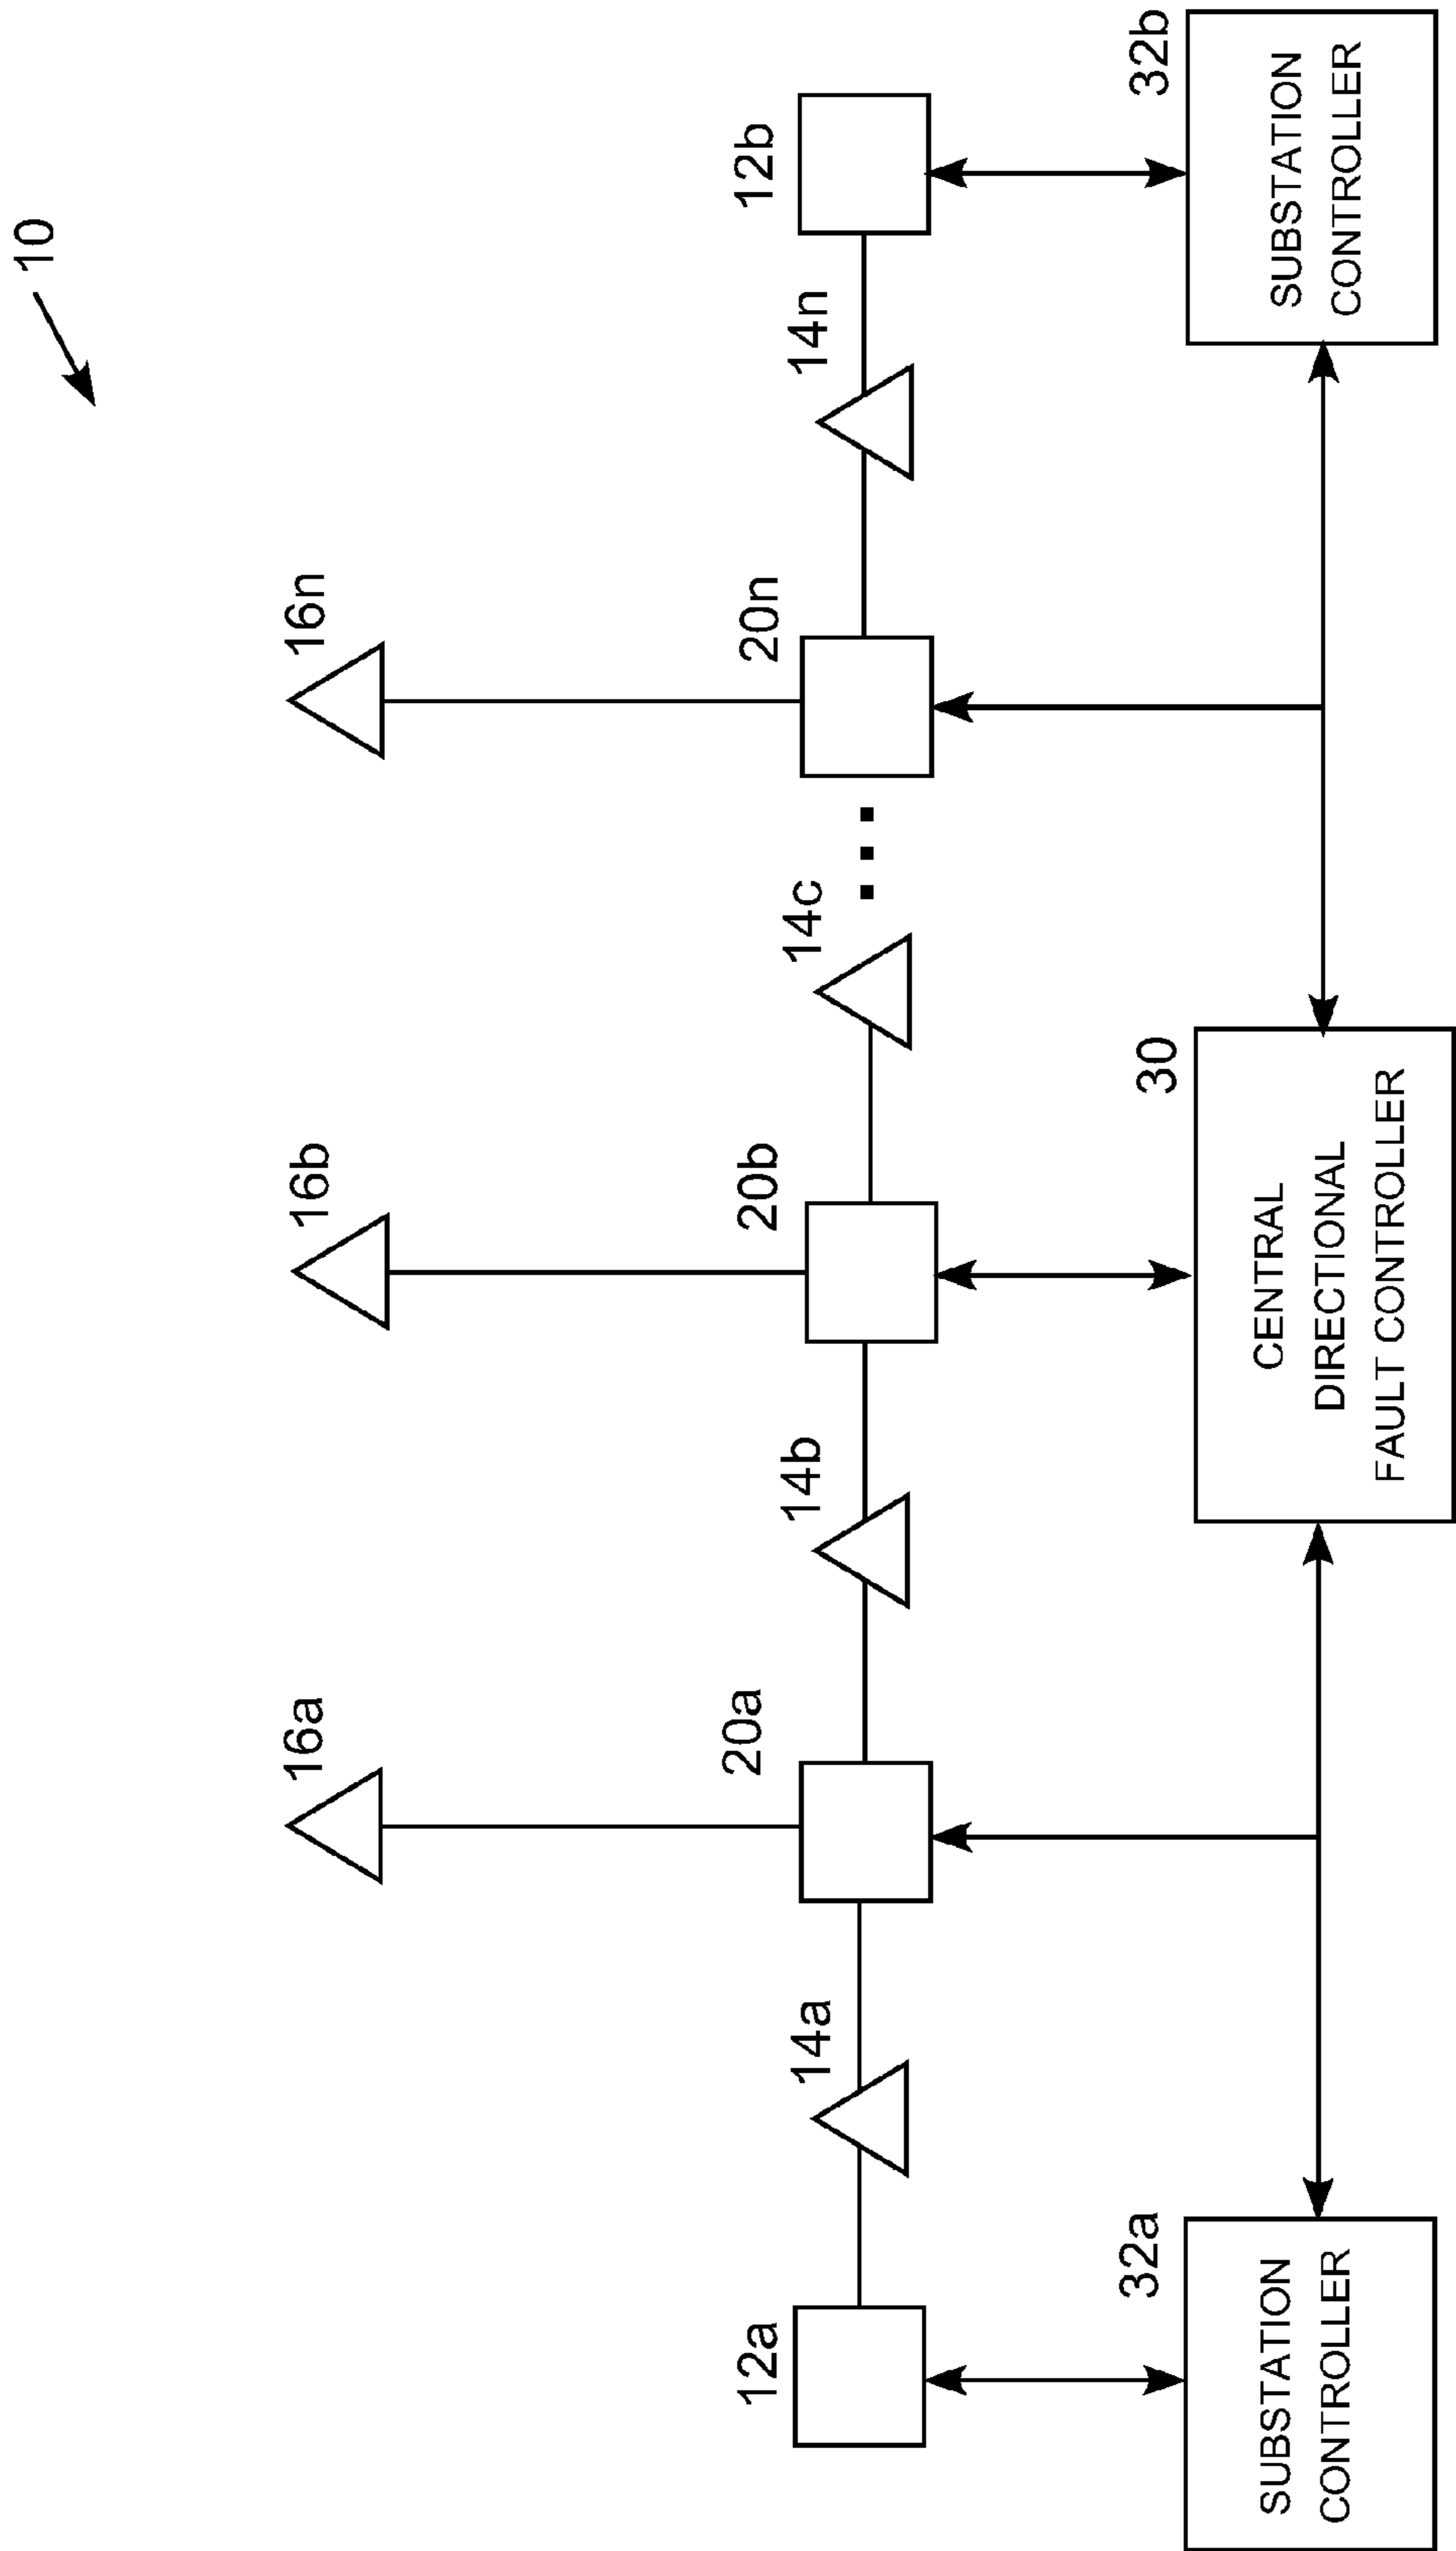 10
16a
16b
16n
12a
14a
20a
14b
20b
14c
...
20n
14n
12b
32a
SUBSTATION
CONTROLLER
30
CENTRAL
DIRECTIONAL
FAULT CONTROLLER
32b
SUBSTATION
CONTROLLER